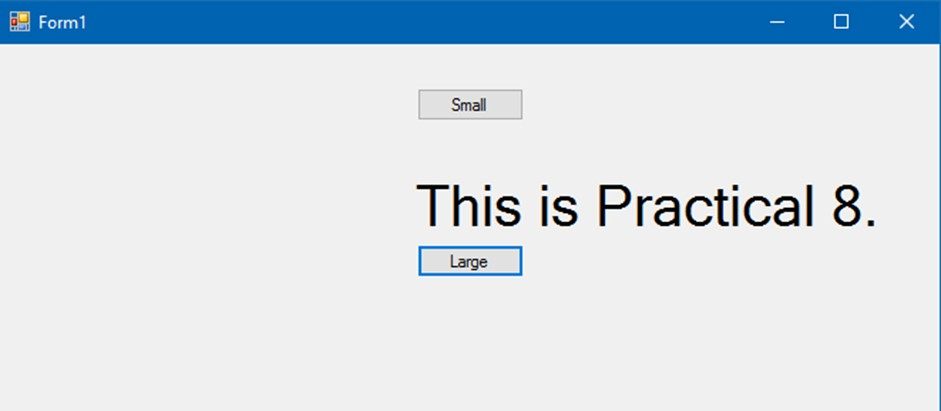 Form1
Small
This is Practical 8.
Large